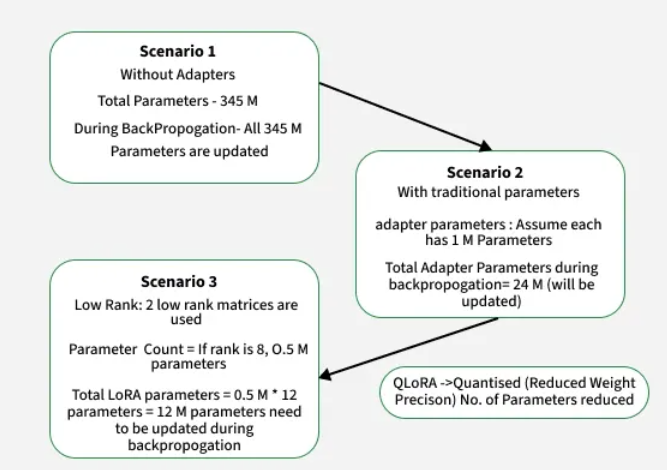 Scenario 1
Without Adapters
Total Parameters - 345 M
During BackPropogation- All 345 M
Parameters are updated
Scenario 2
With traditional parameters
adapter parameters : Assume each
has 1 M Parameters
Total Adapter Parameters during
backpropogation= 24 M (will be
updated)
Scenario 3
Low Rank: 2 low rank matrices are
used
Parameter Count = If rank is 8, O.5 M
parameters
Total LoRA parameters = 0.5 M * 12
parameters = 12 M parameters need
to be updated during
backpropogation
QLoRA ->Quantised (Reduced Weight
Precison) No. of Parameters reduced